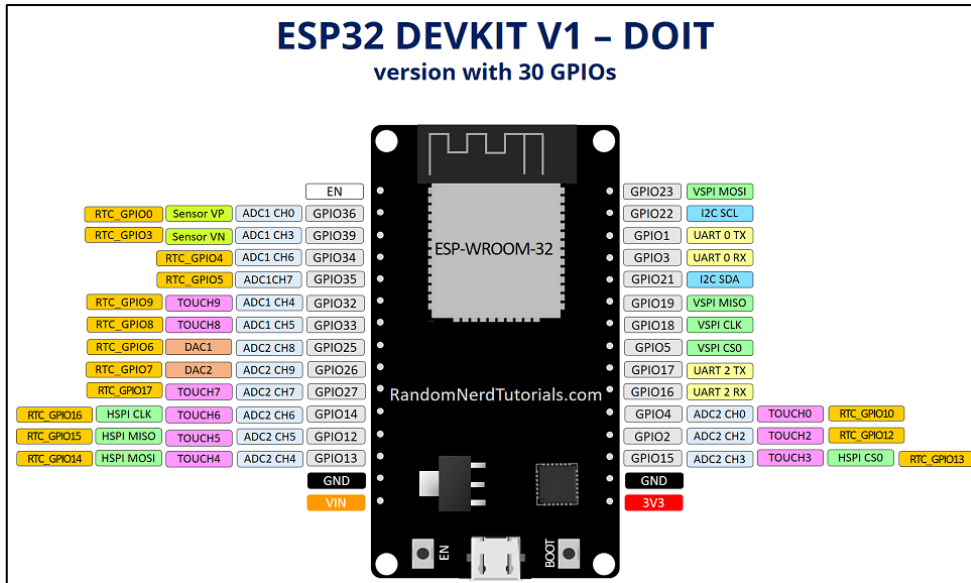 ESP32 DEVKIT V1 – DOIT
version with 30 GPIOs
EN GPIO23 VSPI MOSI
RTC_GPIO0 Sensor VP ADC1 CH0 GPIO36 GPIO22 I2C SCL
RTC_GPIO3 Sensor VN ADC1 CH3 GPIO39 GPIO1 UART 0 TX
RTC_GPIO4 ADC1 CH6 GPIO34 ESP-WROOM-32 GPIO3 UART 0 RX
RTC_GPIO5 ADC1CH7 GPIO35 GPIO21 I2C SDA
RTC_GPIO9 TOUCH9 ADC1 CH4 GPIO32 GPIO19 VSPI MISO
RTC_GPIO8 TOUCH8 ADC1 CH5 GPIO33 GPIO18 VSPI CLK
RTC_GPIO6 DAC1 ADC2 CH8 GPIO25 GPIO5 VSPI CS0
RTC_GPIO7 DAC2 ADC2 CH9 GPIO26 GPIO17 UART 2 TX
RTC_GPIO17 TOUCH7 ADC2 CH7 GPIO27 RandomNerdTutorials.com GPIO16 UART 2 RX
RTC_GPIO16 HSPI CLK TOUCH6 ADC2 CH6 GPIO14 GPIO4 ADC2 CH0 TOUCH0 RTC_GPIO10
RTC_GPIO15 HSPI MISO TOUCH5 ADC2 CH5 GPIO12 GPIO2 ADC2 CH2 TOUCH2 RTC_GPIO12
RTC_GPIO14 HSPI MOSI TOUCH4 ADC2 CH4 GPIO13 GPIO15 ADC2 CH3 TOUCH3 HSPI CS0 RTC_GPIO13
GND GND
VIN 3V3
EN BOOT